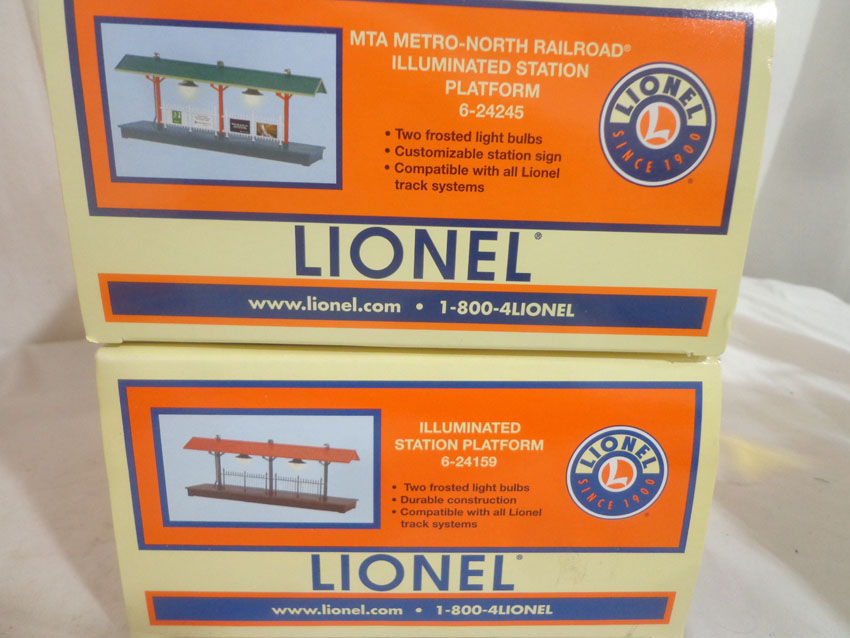 MTA METRO-NORTH RAILROAD®
ILLUMINATED STATION
PLATFORM
6-24245
• Two frosted light bulbs
• Customizable station sign
• Compatible with all Lionel
track systems
LIONEL
L
SINCE 1900
LIONEL®
www.lionel.com • 1-800-4LIONEL
ILLUMINATED
STATION PLATFORM
6-24159
• Two frosted light bulbs
• Durable construction
• Compatible with all Lionel
track systems
LIONEL
L
SINCE 1900
LIONEL®
www.lionel.com • 1-800-4LIONEL